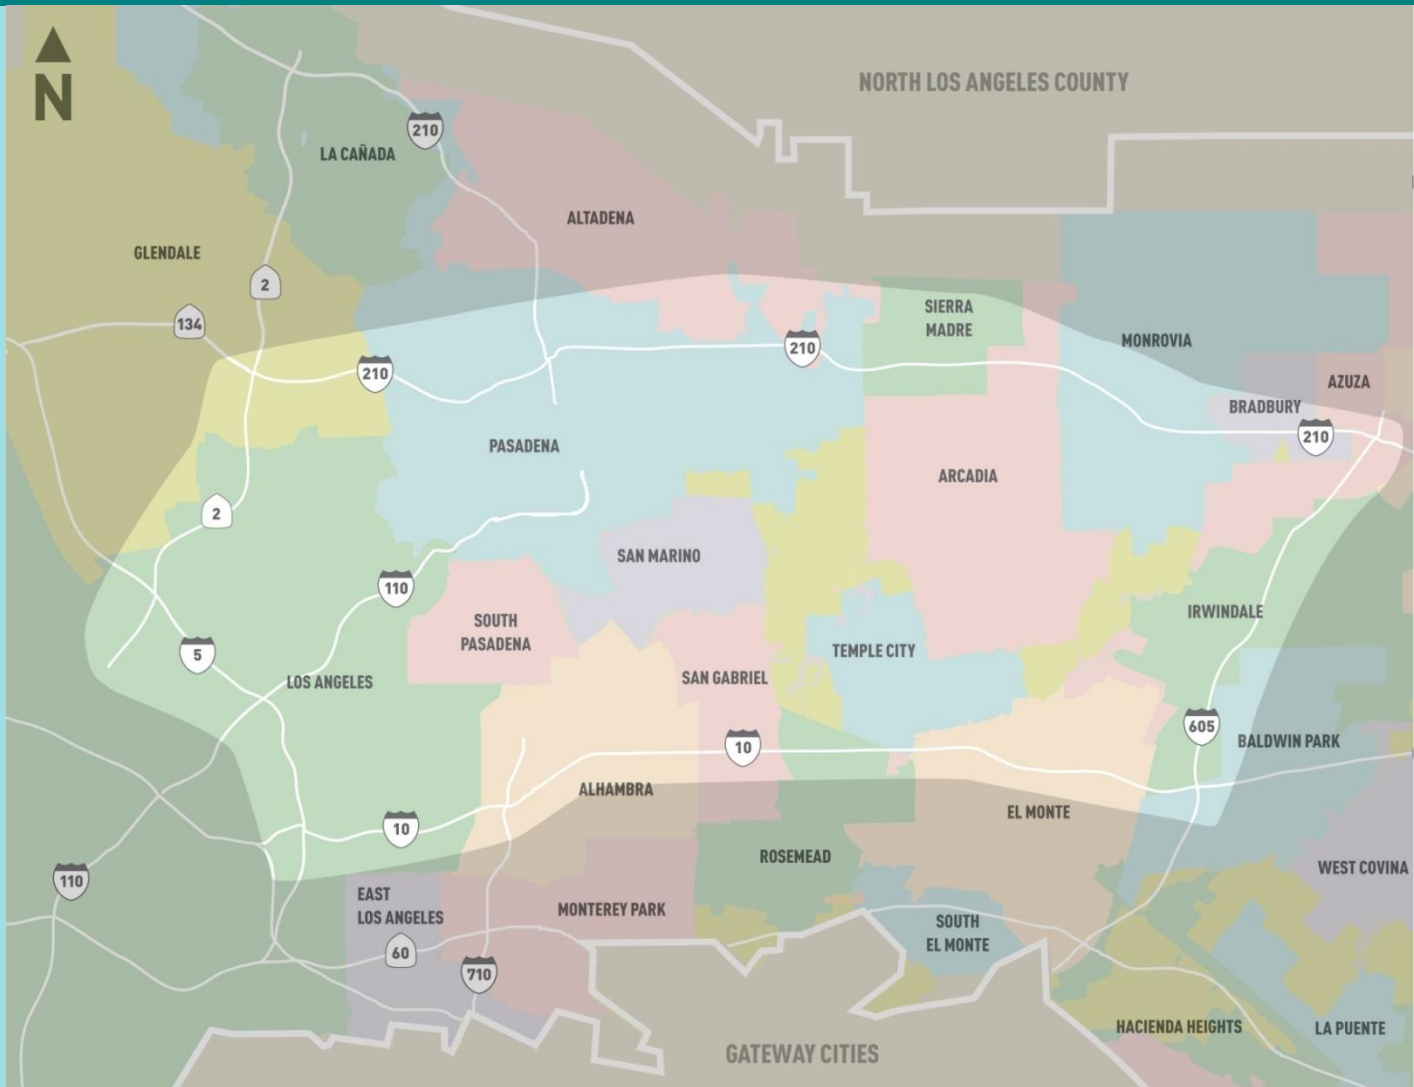 N
NORTH LOS ANGELES COUNTY
210
LA CAÑADA
ALTADENA
GLENDALE
2
134
SIERRA
MADRE
210
MONROVIA
210
AZUZA
BRADBURY
210
PASADENA
ARCADIA
2
SAN MARINO
110
IRWINDALE
SOUTH
PASADENA
5
TEMPLE CITY
LOS ANGELES
SAN GABRIEL
605
10
BALDWIN PARK
ALHAMBRA
EL MONTE
10
ROSEMEAD
WEST COVINA
110
EAST
LOS ANGELES
MONTEREY PARK
SOUTH
EL MONTE
60
710
HACIENDA HEIGHTS
LA PUENTE
GATEWAY CITIES